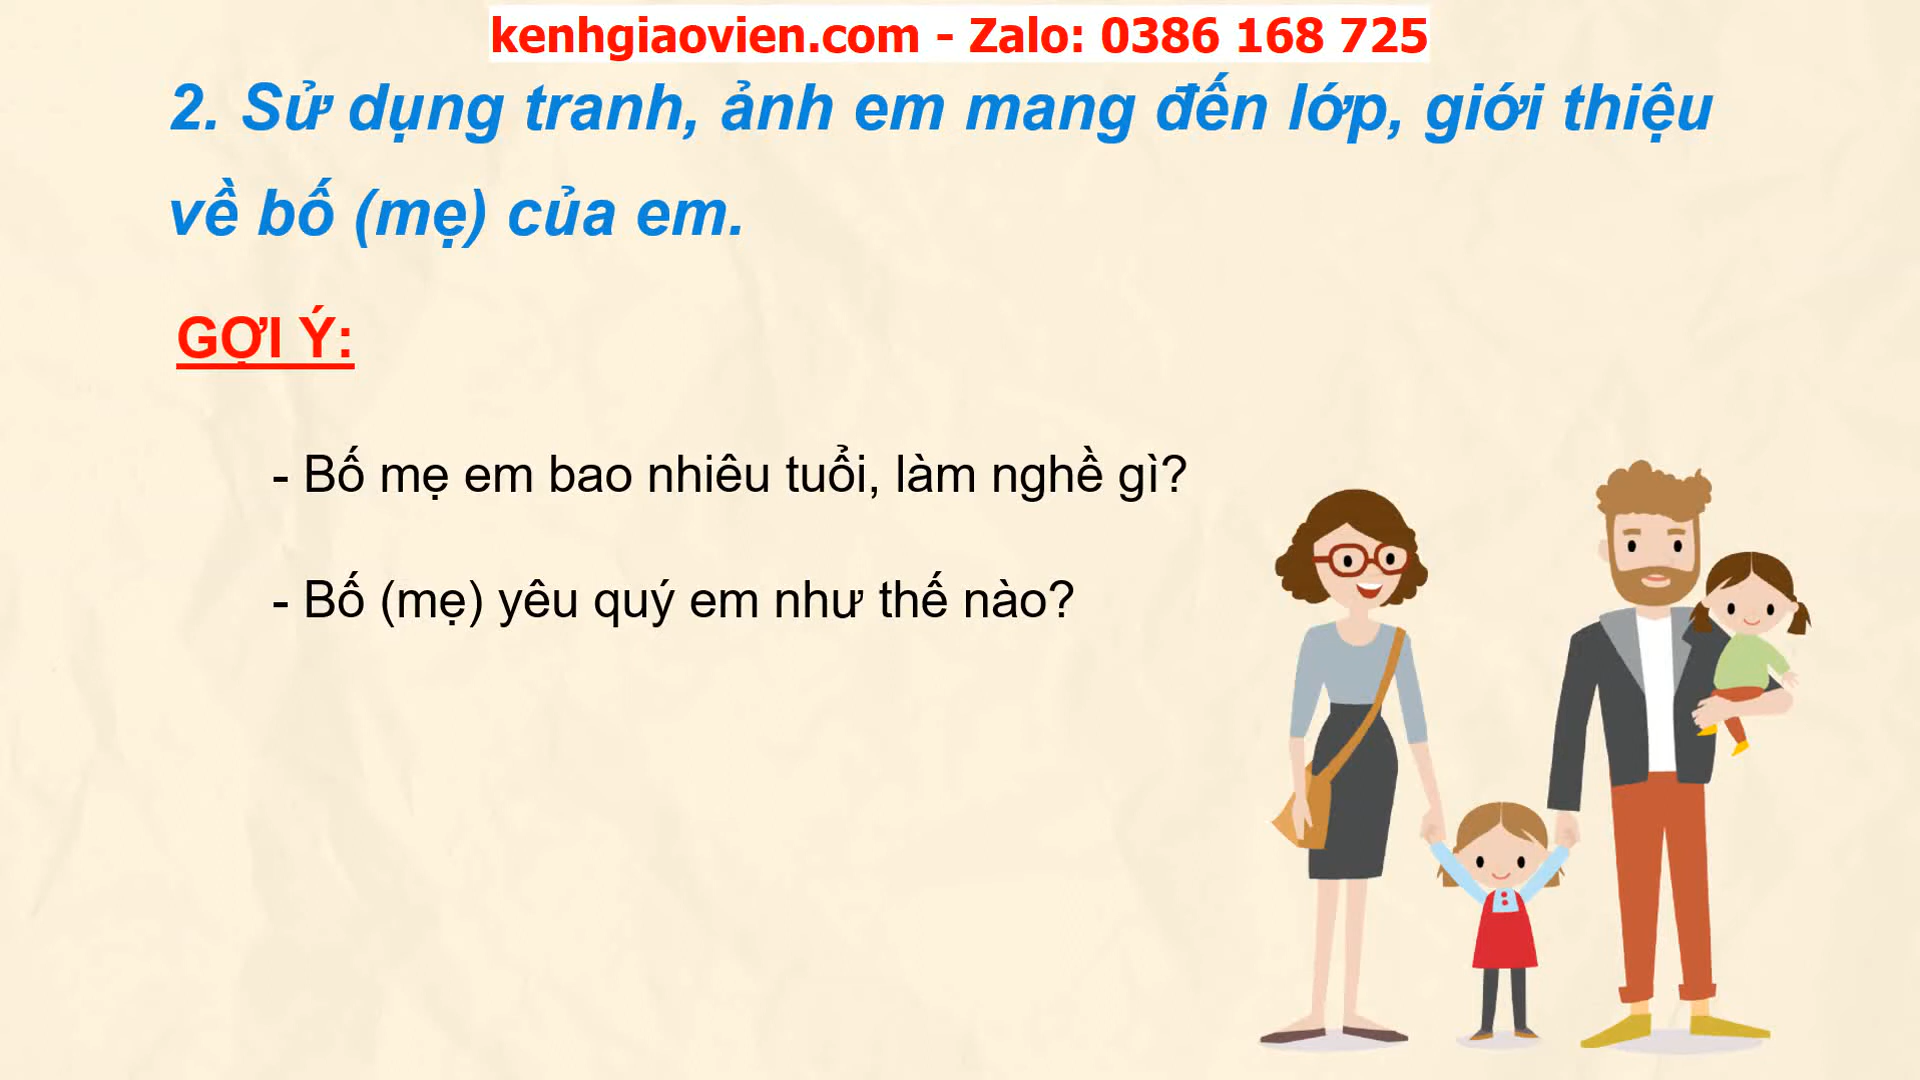 kenhgiaovien.com - Zalo: 0386 168 725
2. Sử dụng tranh, ảnh em mang đến lớp, giới thiệu
về bố (mẹ) của em.
GỢI Ý:
- Bố mẹ em bao nhiêu tuổi, làm nghề gì?
- Bố (mẹ) yêu quý em như thế nào?